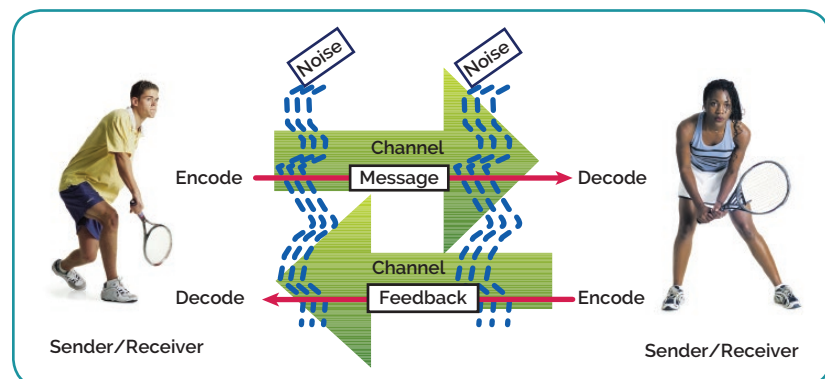 Noise
Noise
Channel
Encode
Message
Decode
Channel
Decode
Feedback
Encode
Sender/Receiver
Sender/Receiver